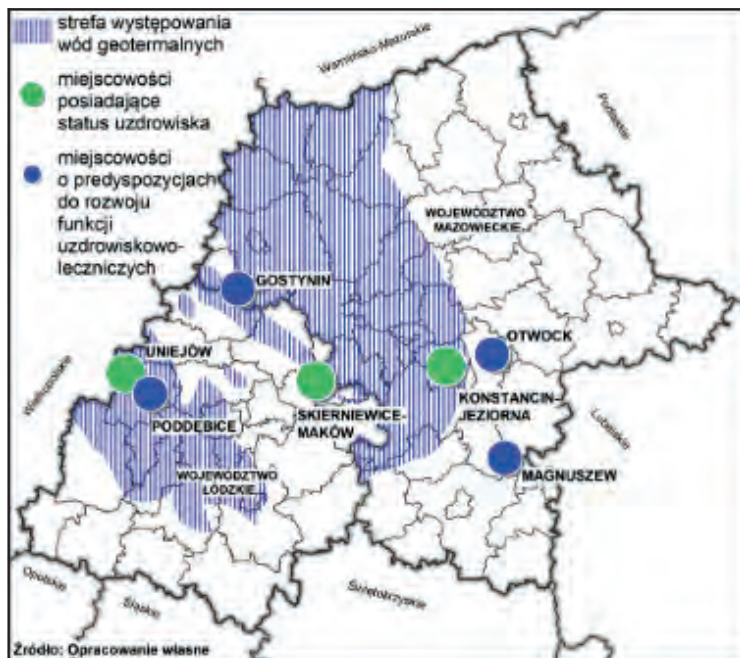 strefa występowania
wód geotermalnych
miejscowości
posiadające
status uzdrowiska
miejscowości
o predyspozycjach
do rozwoju
funkcji
uzdrowiskowo-
leczniczych
Warmińsko-Mazurskie
Podlaskie
WOJEWÓDZTWO
MAZOWIECKIE
GOSTYNIN
OTWOCK
UNIEJÓW
Wielkopolskie
KONSTANCIN-
JEZIORNA
SKIERNIEWICE-
MAKÓW
PODDĘBICE
Lubelskie
WOJEWÓDZTWO
ŁÓDZKIE
MAGNUSZEW
Opolskie
Śląskie
Świętokrzyskie
Źródło: Opracowanie własne